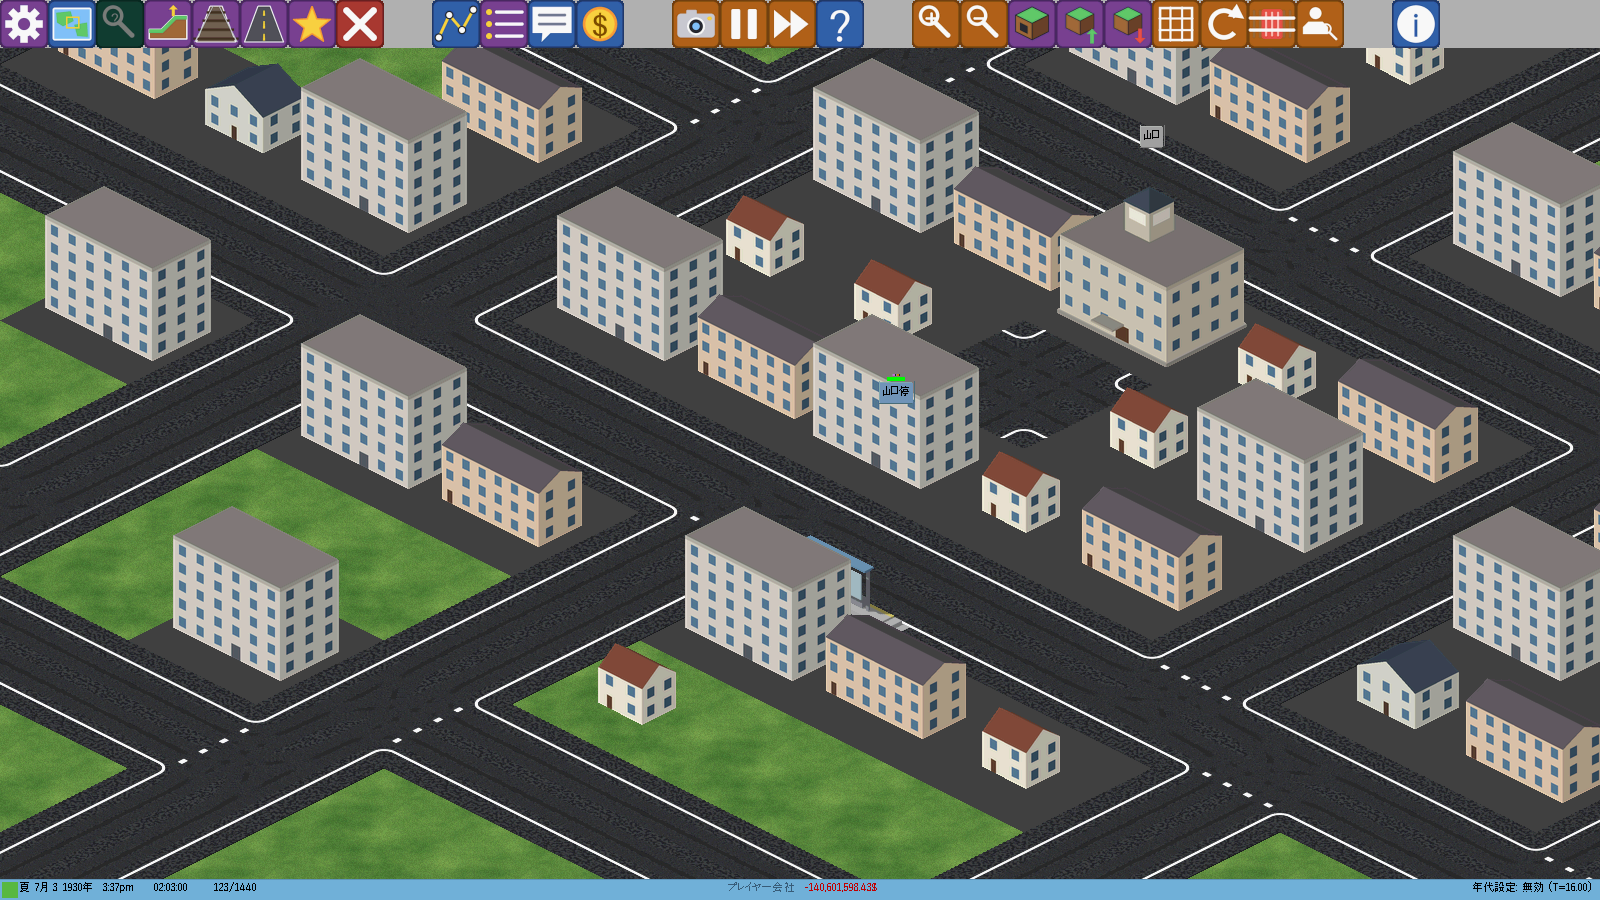 山口
山口停
夏 7月 3 1930年 3:37pm 02:03:00 123/1440 プレイヤー会社 -140,601,598.43$ 年代設定: 無効 (T=16.00)